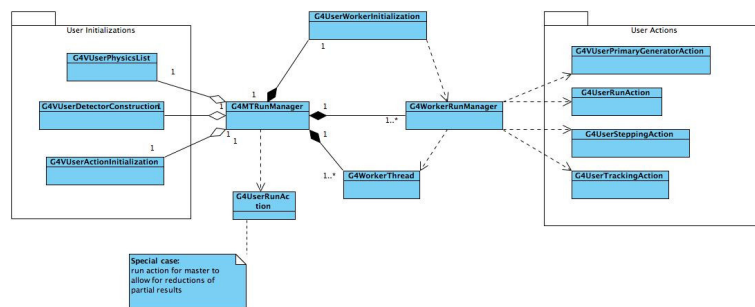 User Initializations
G4VUserPhysicsList
1
G4VUserDetectorConstruction
1
1
G4VUserActionInitialization
1
G4UserWorkerInitialization
1
1
G4MTRunManager
1
1
1
1
G4WorkerRunManager
1..*
1..*
G4WorkerThread
G4UserRunAc
tion
Special case:
run action for master to
allow for reductions of
partial results
User Actions
G4VUserPrimaryGeneratorAction
G4UserRunAction
G4UserSteppingAction
G4UserTrackingAction